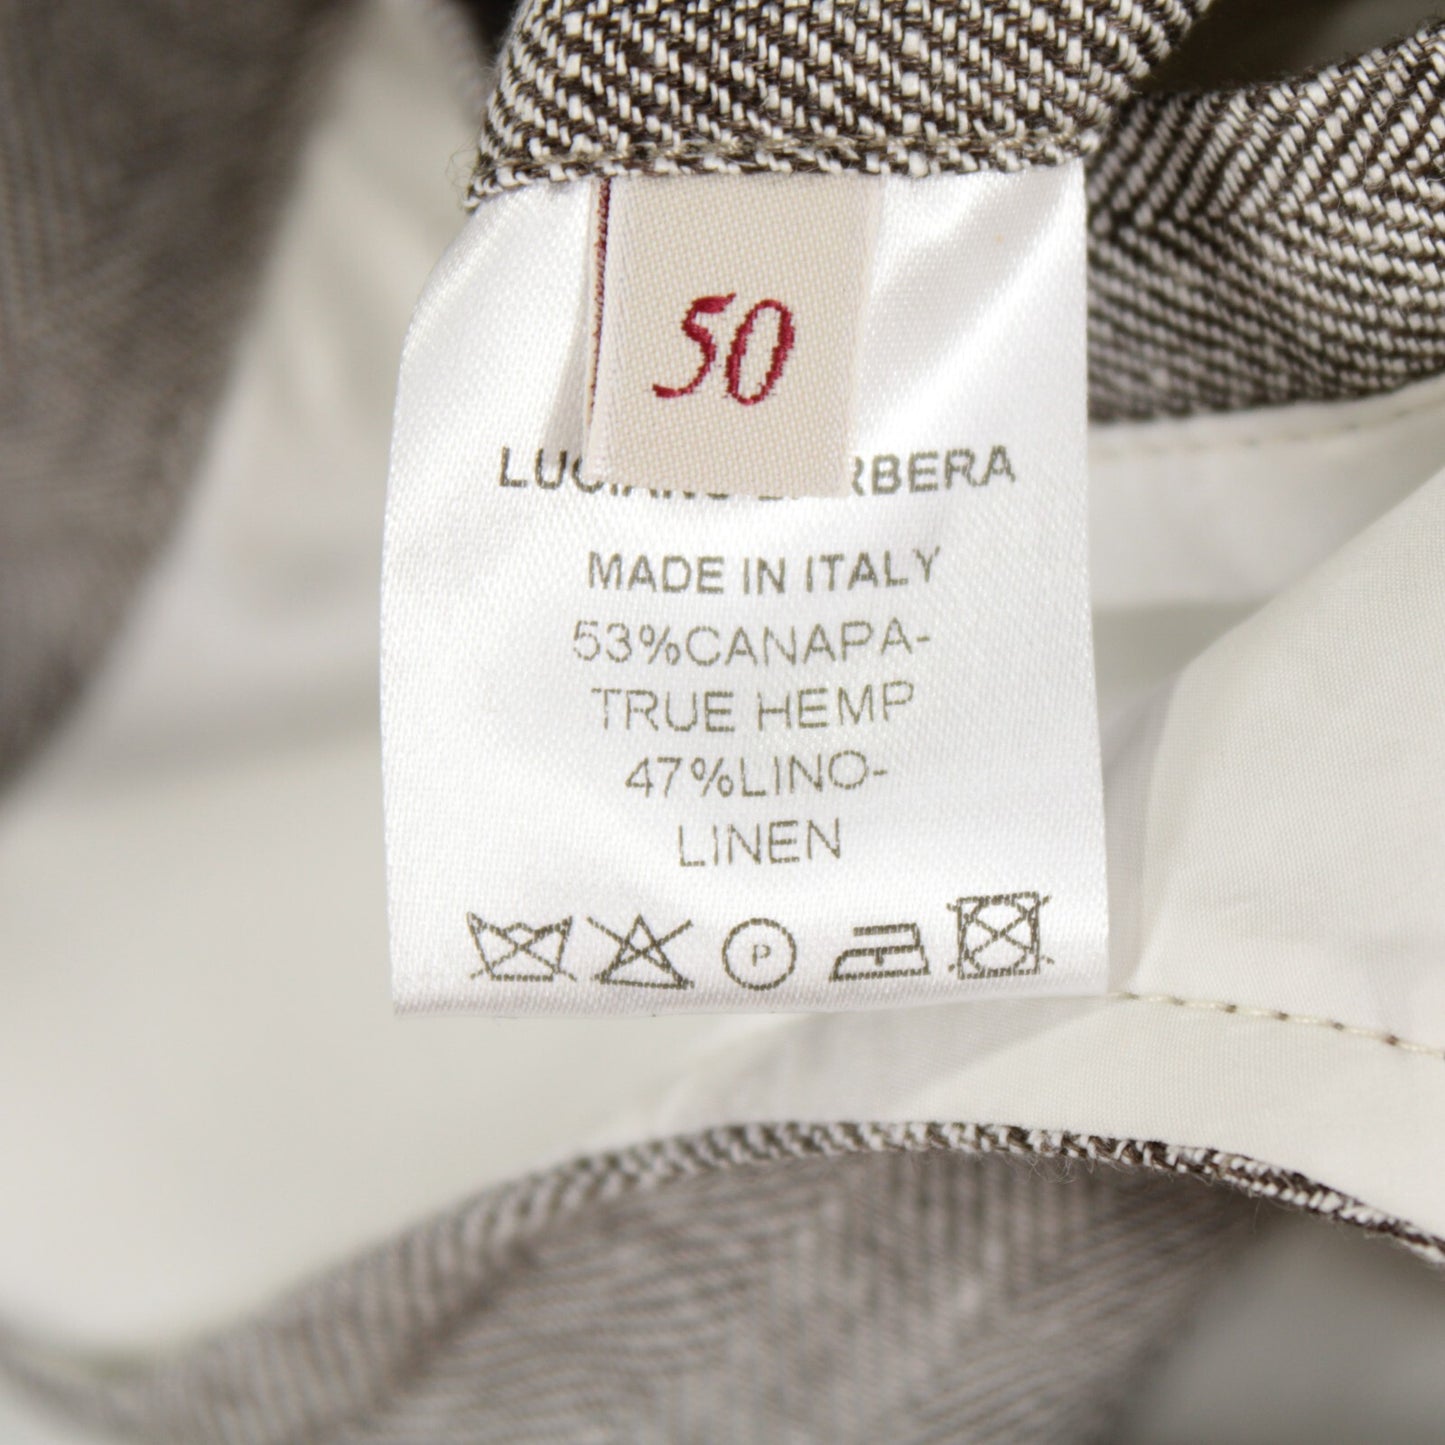 50
MADE IN ITALY
53%CANAPA-
TRUE HEMP
47%LINO-
LINEN
P